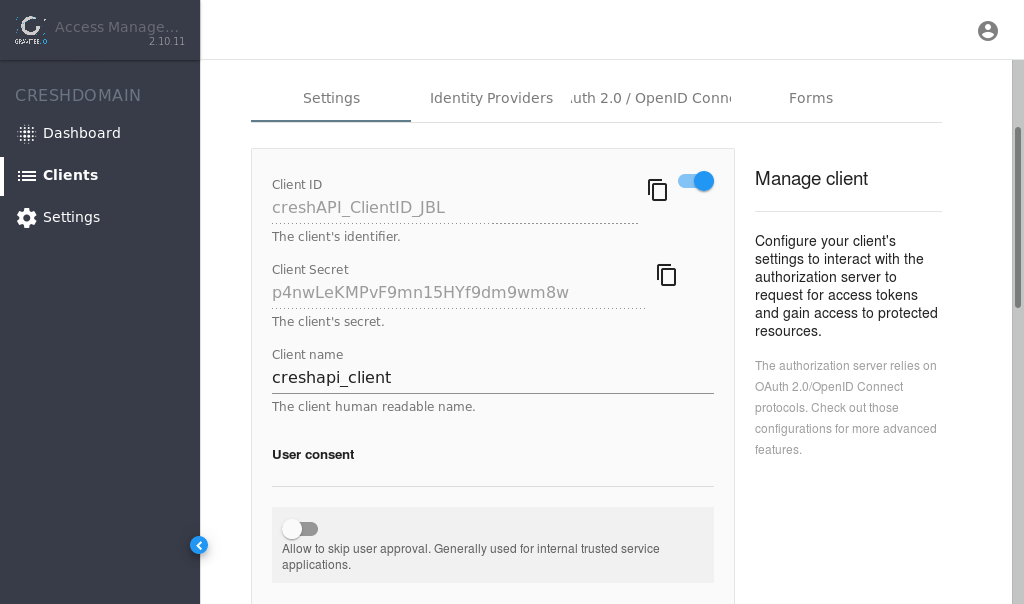 GRAVITEE.IO
Access Manage...
2.10.11
CRESHDOMAIN
Dashboard
Clients
Settings
Settings
Identity Providers
uth 2.0 / OpenID Conne
Forms
Client ID
creshAPI_ClientID_JBL
The client's identifier.
Client Secret
p4nwLeKMPvF9mn15HYf9dm9wm8w
The client's secret.
Client name
creshapi_client
The client human readable name.
User consent
Allow to skip user approval. Generally used for internal trusted service
applications.
Manage client
Configure your client's
settings to interact with the
authorization server to
request for access tokens
and gain access to protected
resources.
The authorization server relies on
OAuth 2.0/OpenID Connect
protocols. Check out those
configurations for more advanced
features.